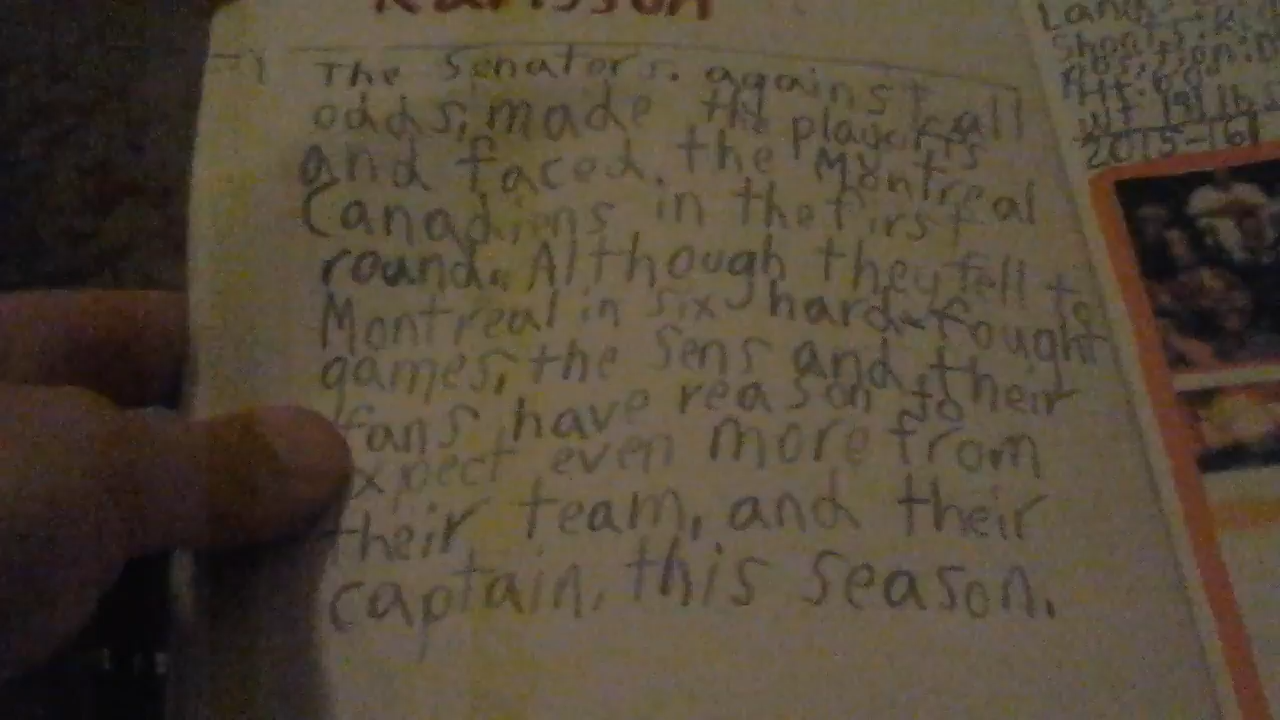 Karlsson
The Senators, against all
odds, made the playoffs
and faced, the Montreal
Canadiens in the first
round. Although they fell to
Montreal in six hard-fought
games, the Sens and their
fans have reason to
expect even more from
their team, and their
captain, this season.
2015-16